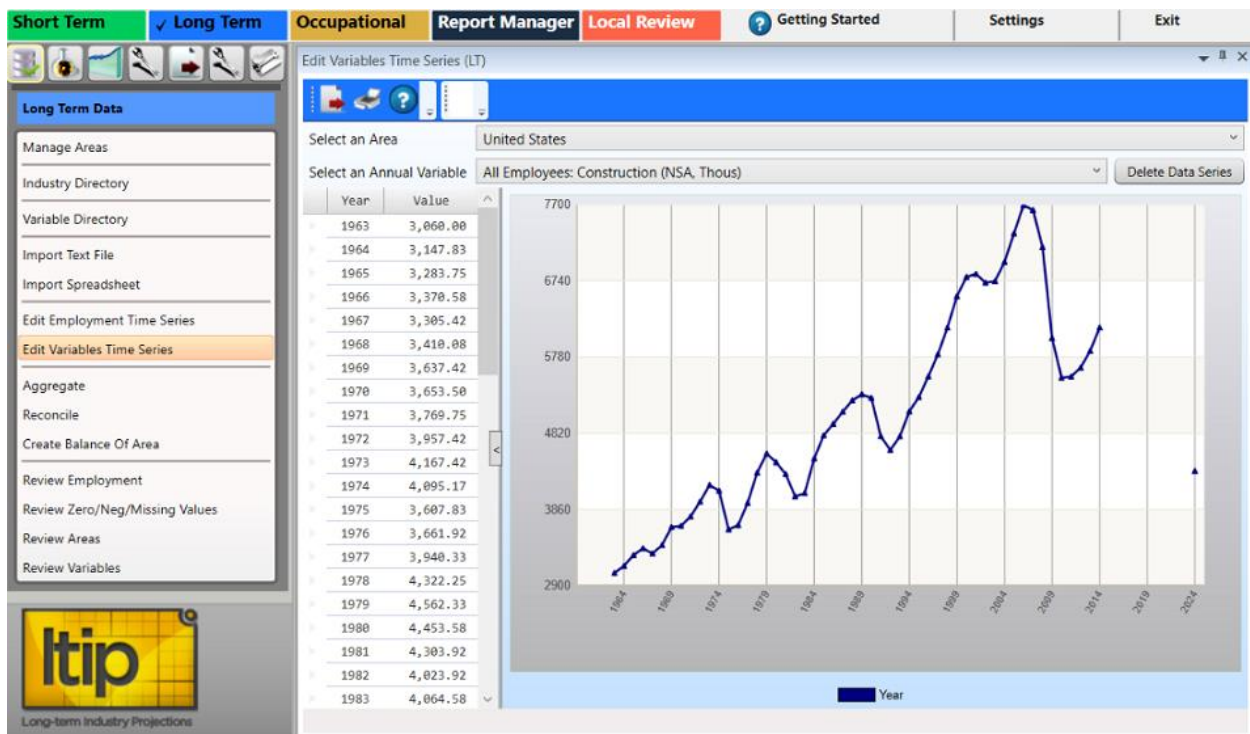 Short Term
✓ Long Term
Occupational
Report Manager
Local Review
? Getting Started
Settings
Exit
Long Term Data
Manage Areas
Industry Directory
Variable Directory
Import Text File
Import Spreadsheet
Edit Employment Time Series
Edit Variables Time Series
Aggregate
Reconcile
Create Balance Of Area
Review Employment
Review Zero/Neg/Missing Values
Review Areas
Review Variables
ltip
Long-term Industry Projections
Edit Variables Time Series (LT)
Select an Area United States
Select an Annual Variable All Employees: Construction (NSA, Thous) Delete Data Series
Year Value
1963 3,060.00
1964 3,147.83
1965 3,283.75
1966 3,370.58
1967 3,305.42
1968 3,410.08
1969 3,637.42
1970 3,653.50
1971 3,769.75
1972 3,957.42
1973 4,167.42
1974 4,095.17
1975 3,607.83
1976 3,661.92
1977 3,940.33
1978 4,322.25
1979 4,562.33
1980 4,453.58
1981 4,303.92
1982 4,023.92
1983 4,064.58
7700
6740
5780
4820
3860
2900
1964 1969 1974 1979 1984 1989 1994 1999 2004 2009 2014 2019 2024
Year